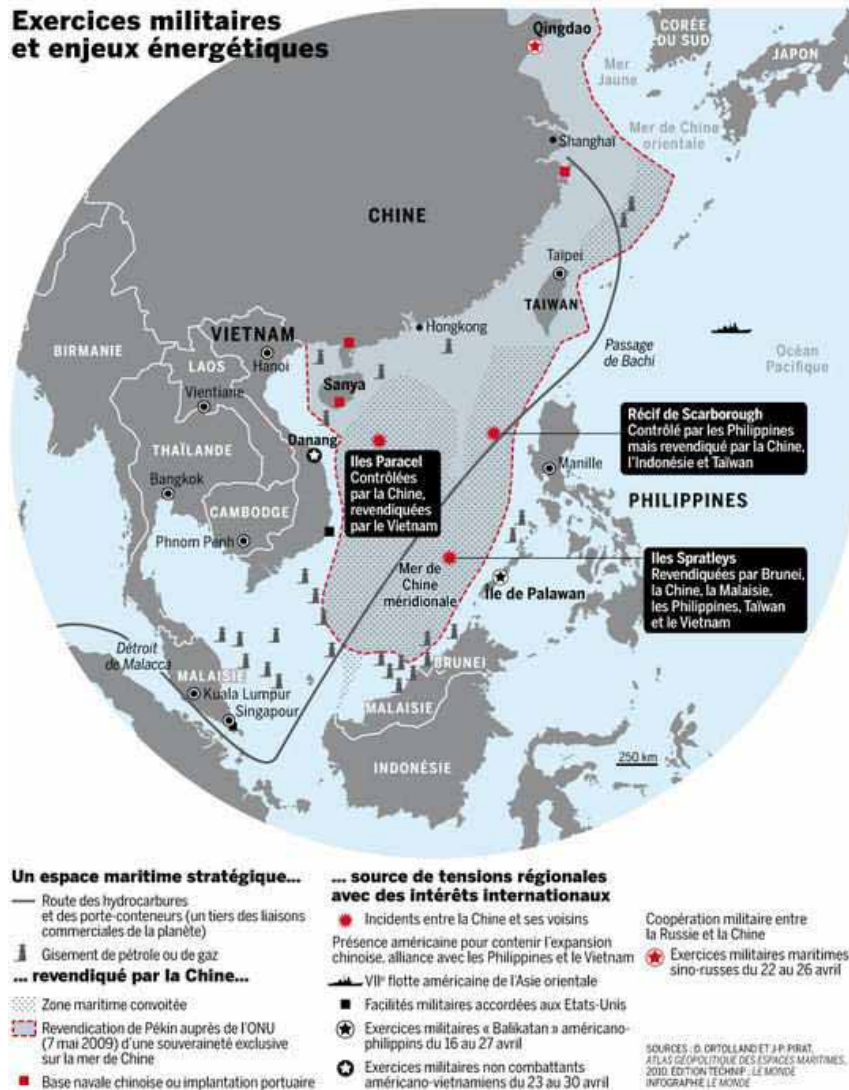 Exercices militaires
et enjeux énergétiques
Qingdao
CORÉE
DU SUD
JAPON
Mer
Jaune
Mer de Chine
orientale
Shanghaï
CHINE
Taïpei
TAIWAN
VIETNAM
Hongkong
Passage
de Bachi
BIRMANIE
LAOS
Hanoï
Océan
Pacifique
Vientiane
Sanya
Récif de Scarborough
Contrôlé par les Philippines
mais revendiqué par la Chine,
l'Indonésie et Taïwan
THAÏLANDE
Danang
Iles Paracel
Contrôlées
par la Chine,
revendiquées
par le Vietnam
Manille
Bangkok
PHILIPPINES
CAMBODGE
Phnom Penh
Mer de
Chine
méridionale
Île de Palawan
Iles Spratleys
Revendiquées par Brunei,
la Chine, la Malaisie,
les Philippines, Taïwan
et le Vietnam
Détroit
de Malacca
MALAISIE
Kuala Lumpur
Singapour
BRUNEI
MALAISIE
INDONÉSIE
250 km
Un espace maritime stratégique...
Route des hydrocarbures
et des porte-conteneurs (un tiers des liaisons
commerciales de la planète)
Gisement de pétrole ou de gaz
... revendiqué par la Chine...
Zone maritime convoitée
Revendication de Pékin auprès de l'ONU
(7 mai 2009) d'une souveraineté exclusive
sur la mer de Chine
Base navale chinoise ou implantation portuaire
... source de tensions régionales
avec des intérêts internationaux
Incidents entre la Chine et ses voisins
Présence américaine pour contenir l'expansion
chinoise, alliance avec les Philippines et le Vietnam
VIIe flotte américaine de l'Asie orientale
Facilités militaires accordées aux Etats-Unis
Exercices militaires « Balikatan » américano-
philippins du 16 au 27 avril
Exercices militaires non combattants
américano-vietnamiens du 23 au 30 avril
Coopération militaire entre
la Russie et la Chine
Exercices militaires maritimes
sino-russes du 22 au 26 avril
SOURCES : D. ORTOLLAND ET J-P. PIRAT,
ATLAS GÉOPOLITIQUE DES ESPACES MARITIMES,
2010, ÉDITION TECHNIP ; LE MONDE
INFOGRAPHIE LE MONDE